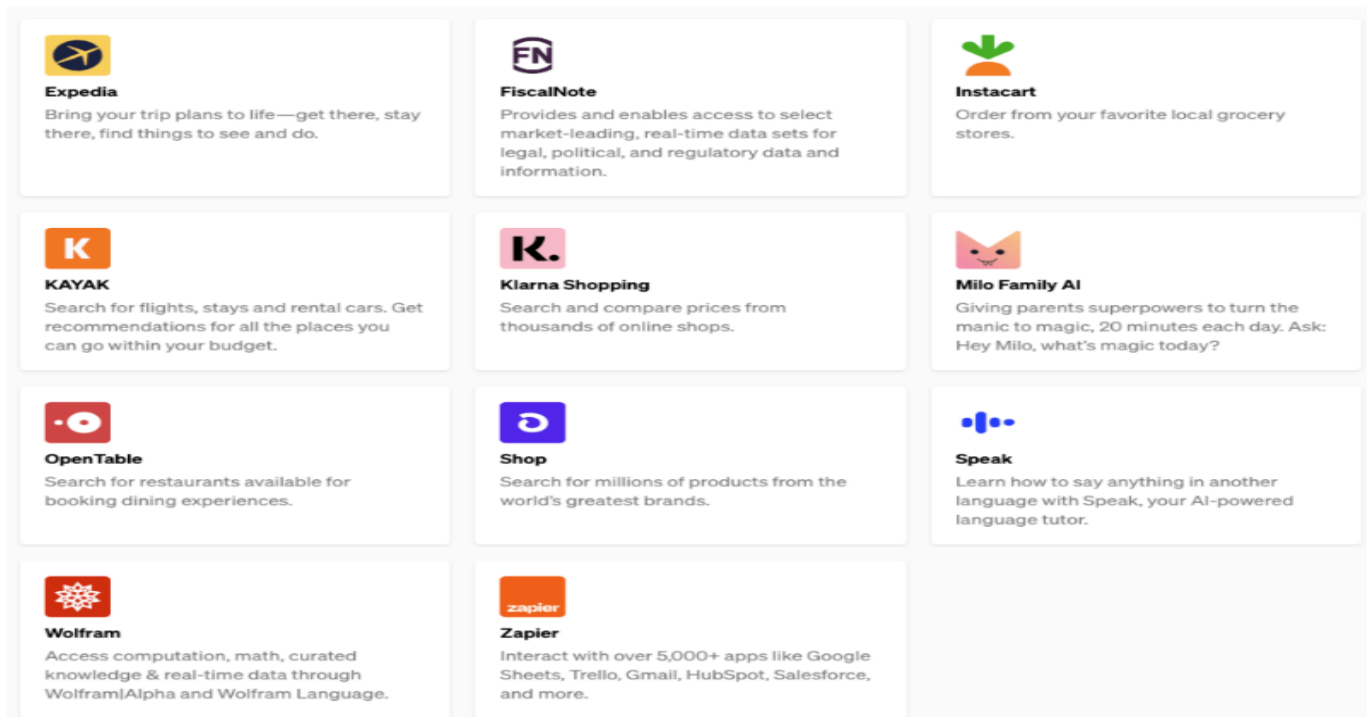 Expedia
Bring your trip plans to life—get there, stay
there, find things to see and do.
FN
FiscalNote
Provides and enables access to select
market-leading, real-time data sets for
legal, political, and regulatory data and
information.
Instacart
Order from your favorite local grocery
stores.
K
KAYAK
Search for flights, stays and rental cars. Get
recommendations for all the places you
can go within your budget.
K.
Klarna Shopping
Search and compare prices from
thousands of online shops.
Milo Family AI
Giving parents superpowers to turn the
manic to magic, 20 minutes each day. Ask:
Hey Milo, what's magic today?
OpenTable
Search for restaurants available for
booking dining experiences.
Shop
Search for millions of products from the
world's greatest brands.
Speak
Learn how to say anything in another
language with Speak, your AI-powered
language tutor.
Wolfram
Access computation, math, curated
knowledge & real-time data through
Wolfram|Alpha and Wolfram Language.
zapier
Zapier
Interact with over 5,000+ apps like Google
Sheets, Trello, Gmail, HubSpot, Salesforce,
and more.